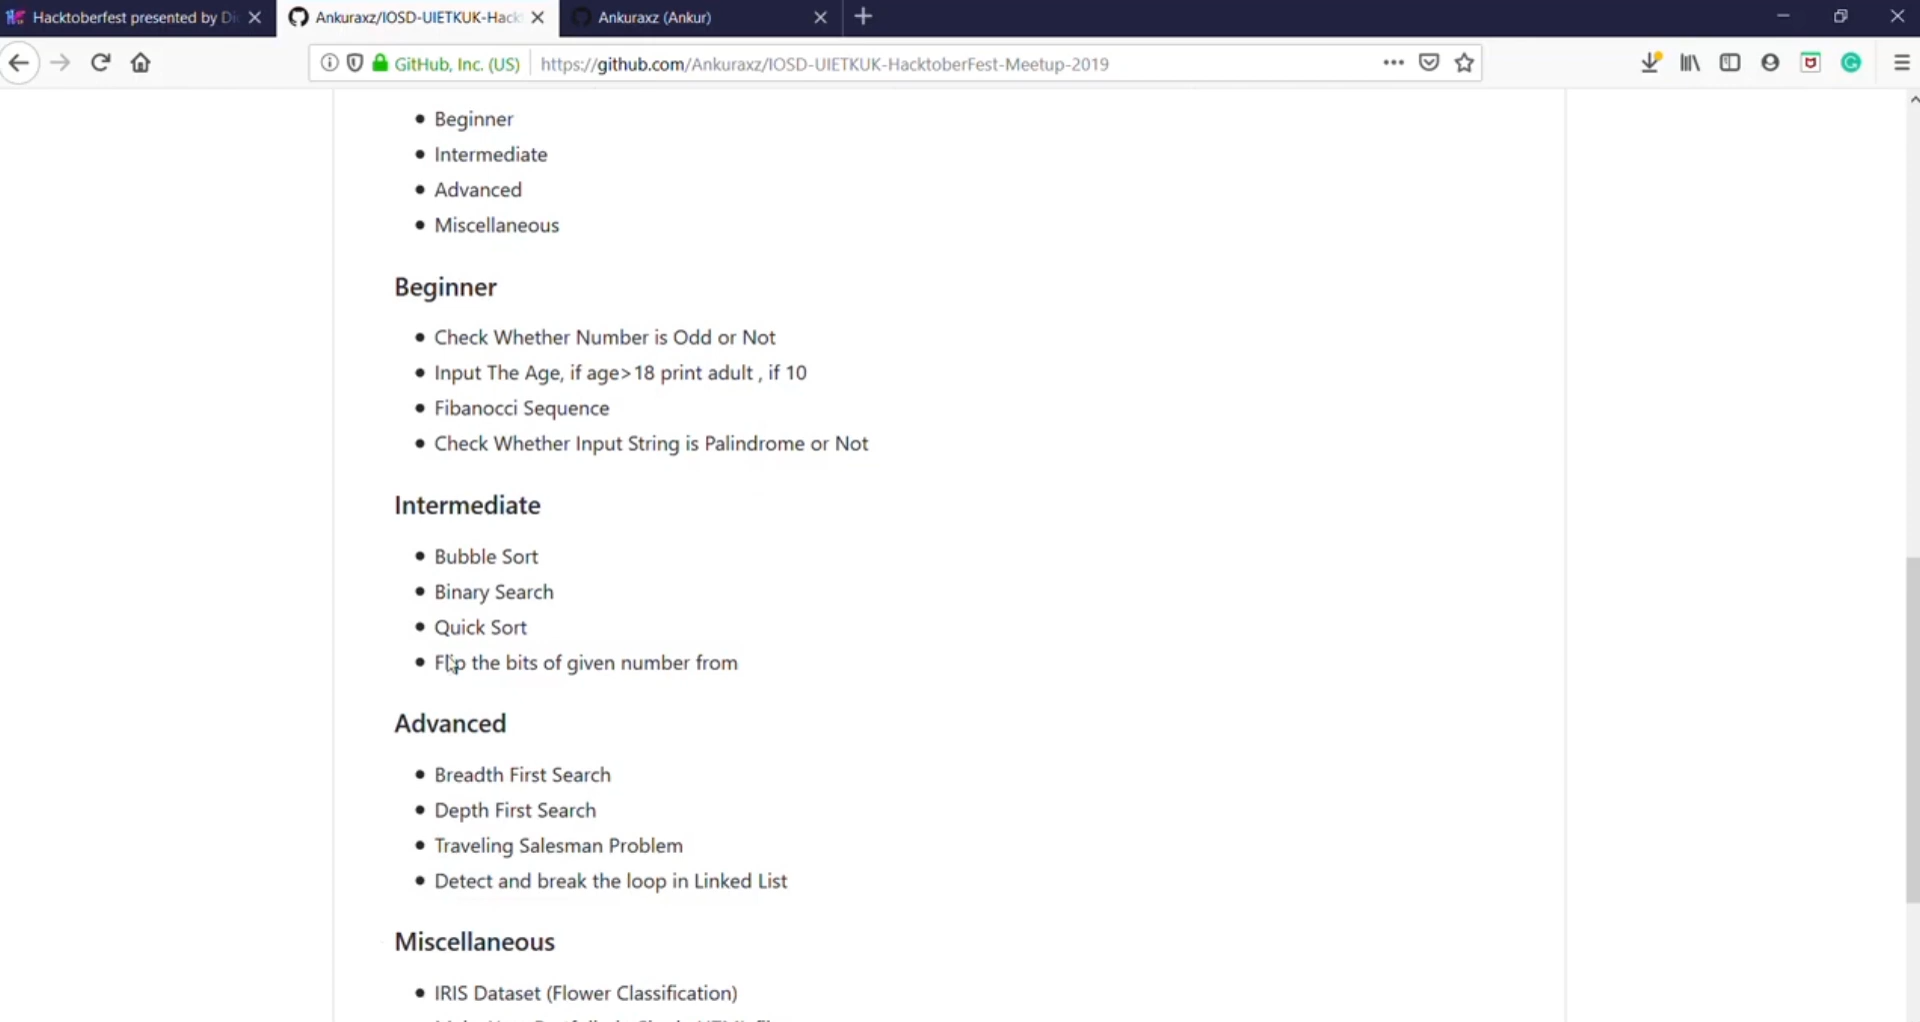 Hacktoberfest presented by Di
Ankuraxz/IOSD-UIETKUK-Hack
Ankuraxz (Ankur)
GitHub, Inc. (US)
https://github.com/Ankuraxz/IOSD-UIETKUK-HacktoberFest-Meetup-2019
Beginner
Intermediate
Advanced
Miscellaneous
Beginner
Check Whether Number is Odd or Not
Input The Age, if age>18 print adult , if 10
Fibanocci Sequence
Check Whether Input String is Palindrome or Not
Intermediate
Bubble Sort
Binary Search
Quick Sort
Flip the bits of given number from
Advanced
Breadth First Search
Depth First Search
Traveling Salesman Problem
Detect and break the loop in Linked List
Miscellaneous
IRIS Dataset (Flower Classification)